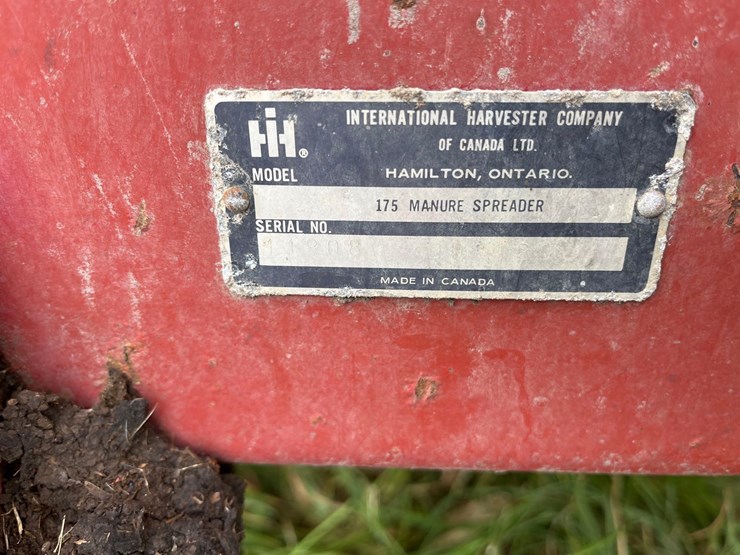 IH®
INTERNATIONAL HARVESTER COMPANY
OF CANADA LTD.
MODEL
HAMILTON, ONTARIO.
175 MANURE SPREADER
SERIAL NO.
MADE IN CANADA